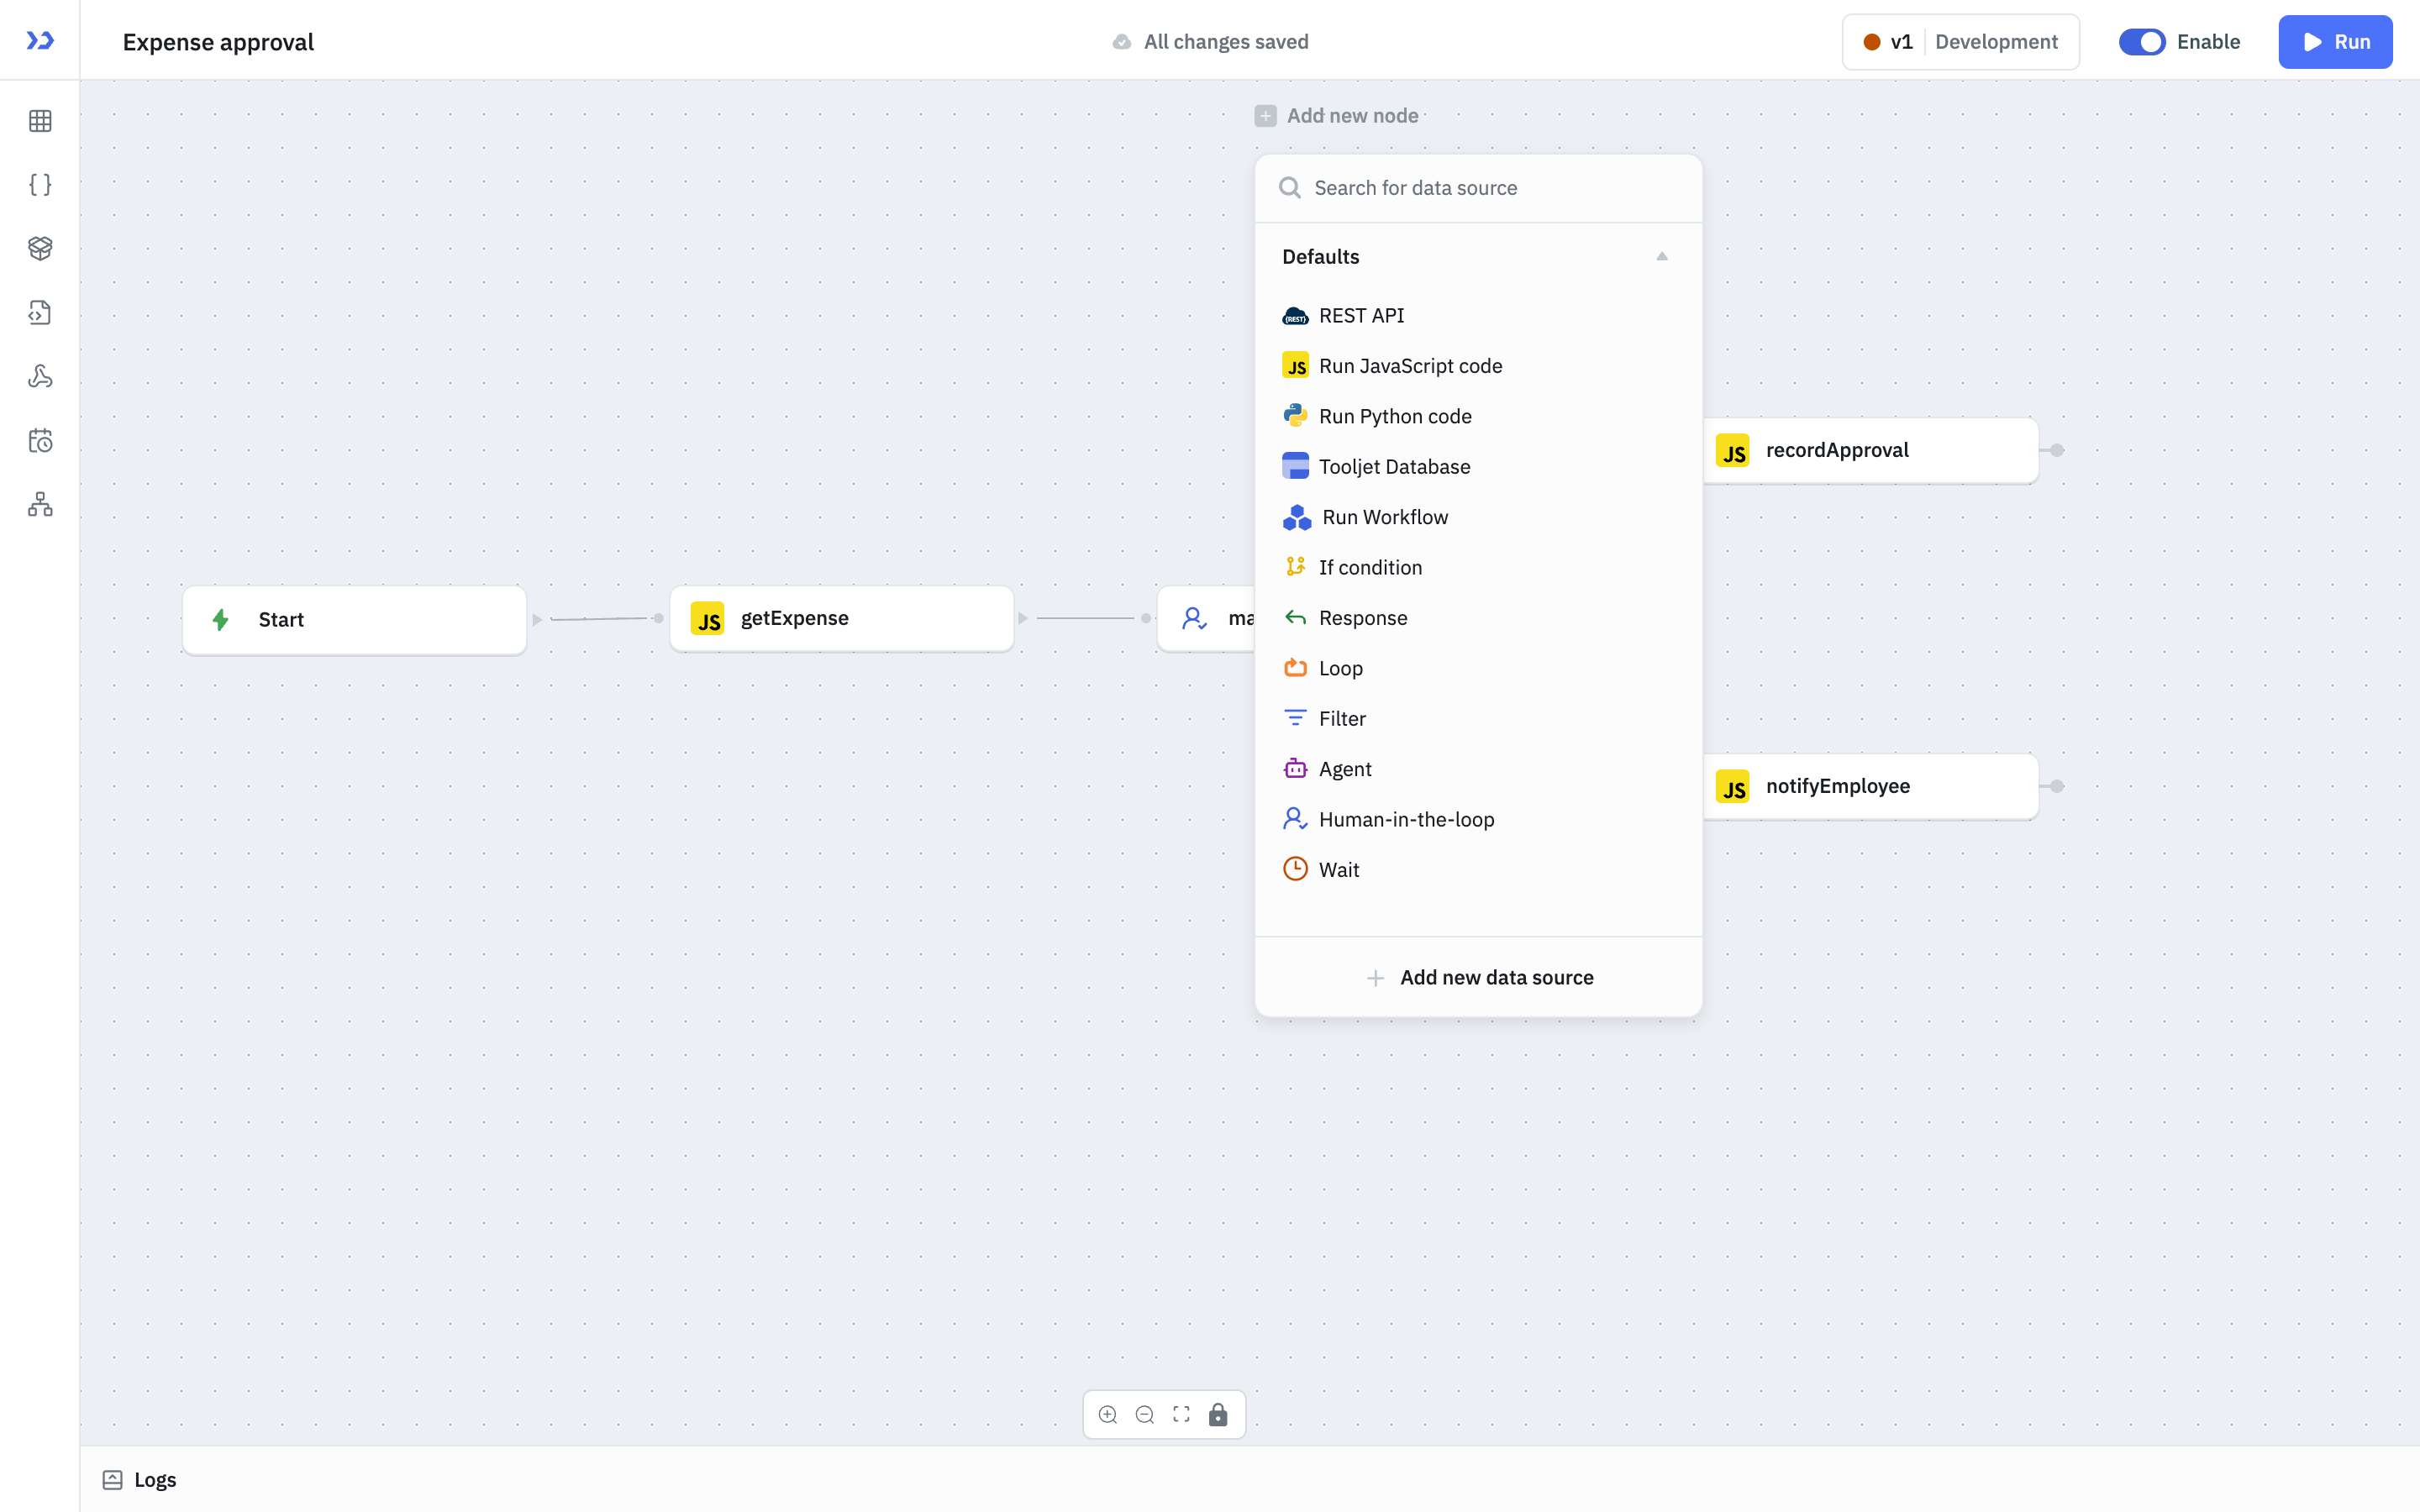 Expense approval
All changes saved
v1 Development
Enable
Run
Add new node
Search for data source
Defaults
REST API
JS Run JavaScript code
Run Python code
Tooljet Database
Run Workflow
If condition
Response
Loop
Filter
Agent
Human-in-the-loop
Wait
Add new data source
Start
JS getExpense
ma
JS recordApproval
JS notifyEmployee
Logs